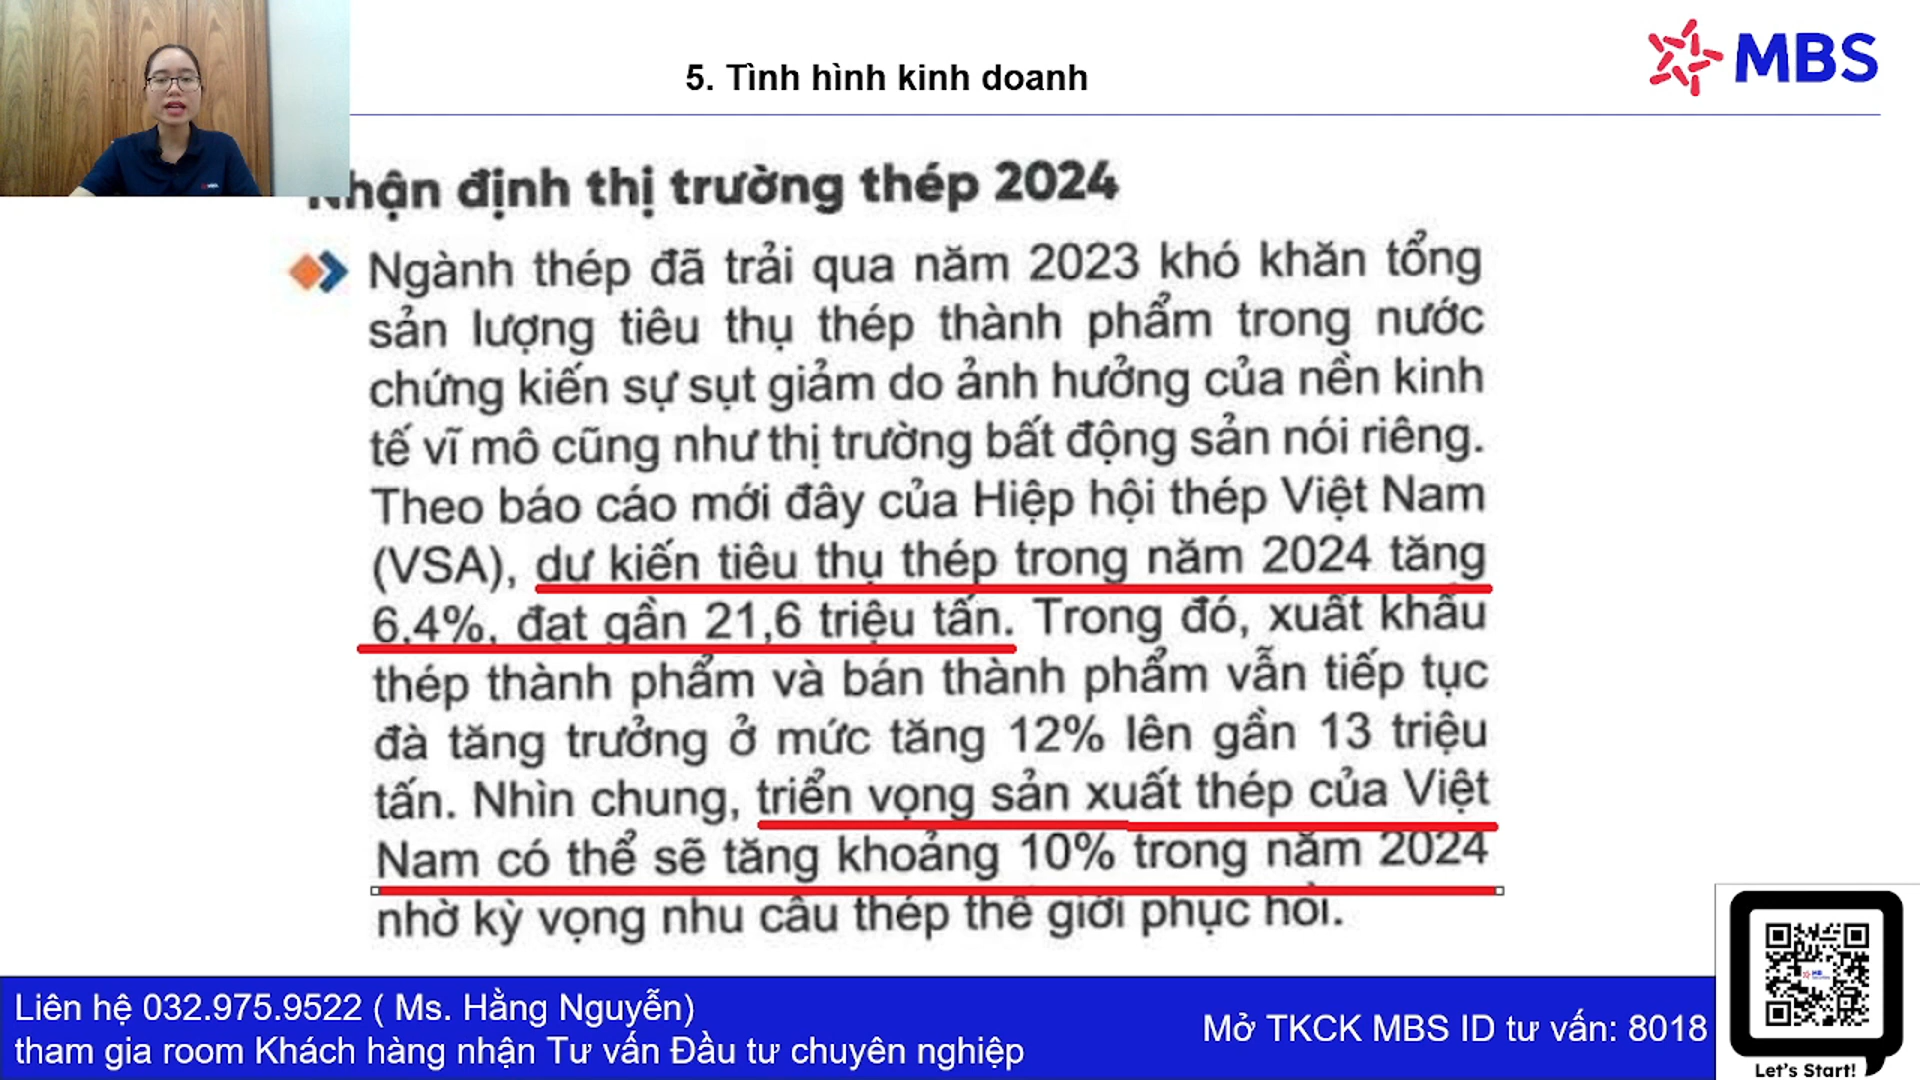 5. Tình hình kinh doanh
MBS
Nhận định thị trường thép 2024
Ngành thép đã trải qua năm 2023 khó khăn tổng
sản lượng tiêu thụ thép thành phẩm trong nước
chứng kiến sự sụt giảm do ảnh hưởng của nền kinh
tế vĩ mô cũng như thị trường bất động sản nói riêng.
Theo báo cáo mới đây của Hiệp hội thép Việt Nam
(VSA), dự kiến tiêu thụ thép trong năm 2024 tăng
6,4%, đạt gần 21,6 triệu tấn. Trong đó, xuất khẩu
thép thành phẩm và bán thành phẩm vẫn tiếp tục
đà tăng trưởng ở mức tăng 12% lên gần 13 triệu
tấn. Nhìn chung, triển vọng sản xuất thép của Việt
Nam có thể sẽ tăng khoảng 10% trong năm 2024
nhờ kỳ vọng nhu cầu thép thế giới phục hồi.
Liên hệ 032.975.9522 ( Ms. Hằng Nguyễn)
tham gia room Khách hàng nhận Tư vấn Đầu tư chuyên nghiệp
Mở TKCK MBS ID tư vấn: 8018
Let's Start!